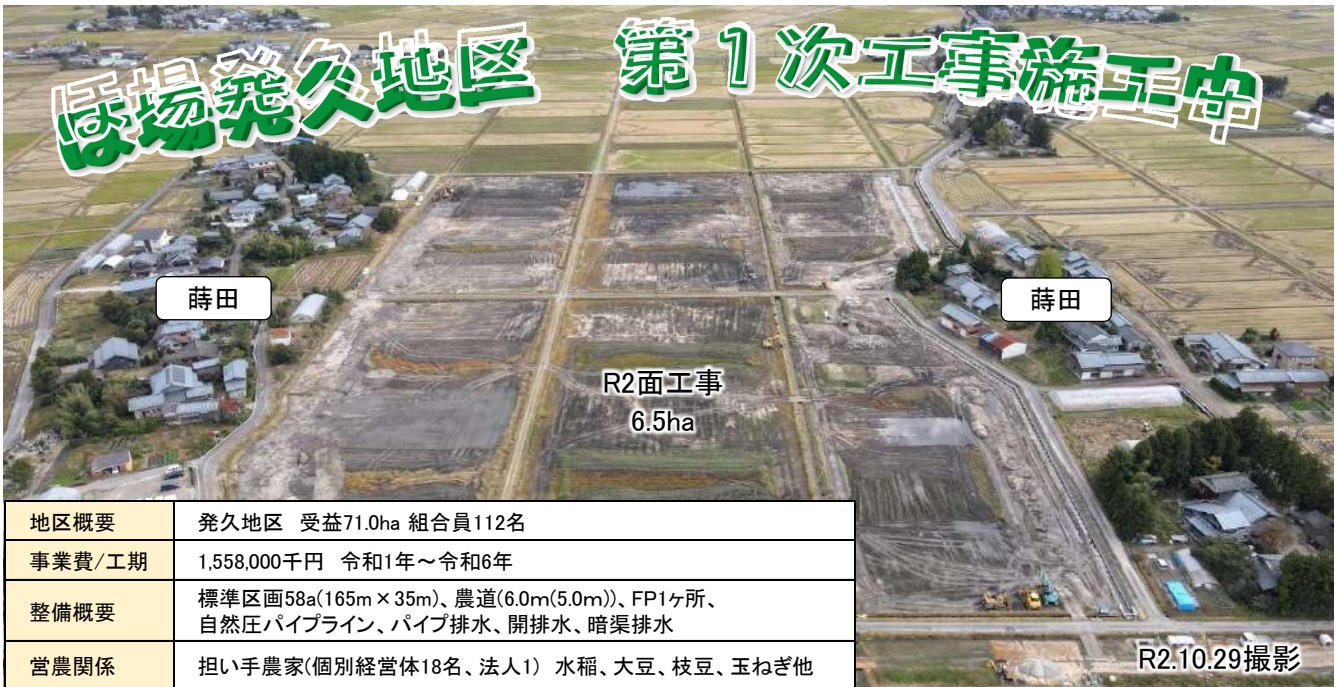 ほ場発久地区　第1次工事施工中
蒔田
蒔田
R2面工事
6.5ha
地区概要　発久地区　受益71.0ha 組合員112名
事業費/工期　1,558,000千円　令和1年～令和6年
整備概要　標準区画58a(165m×35m)、農道(6.0m(5.0m))、FP1ヶ所、
自然圧パイプライン、パイプ排水、開排水、暗渠排水
営農関係　担い手農家(個別経営体18名、法人1)　水稲、大豆、枝豆、玉ねぎ他
R2.10.29撮影